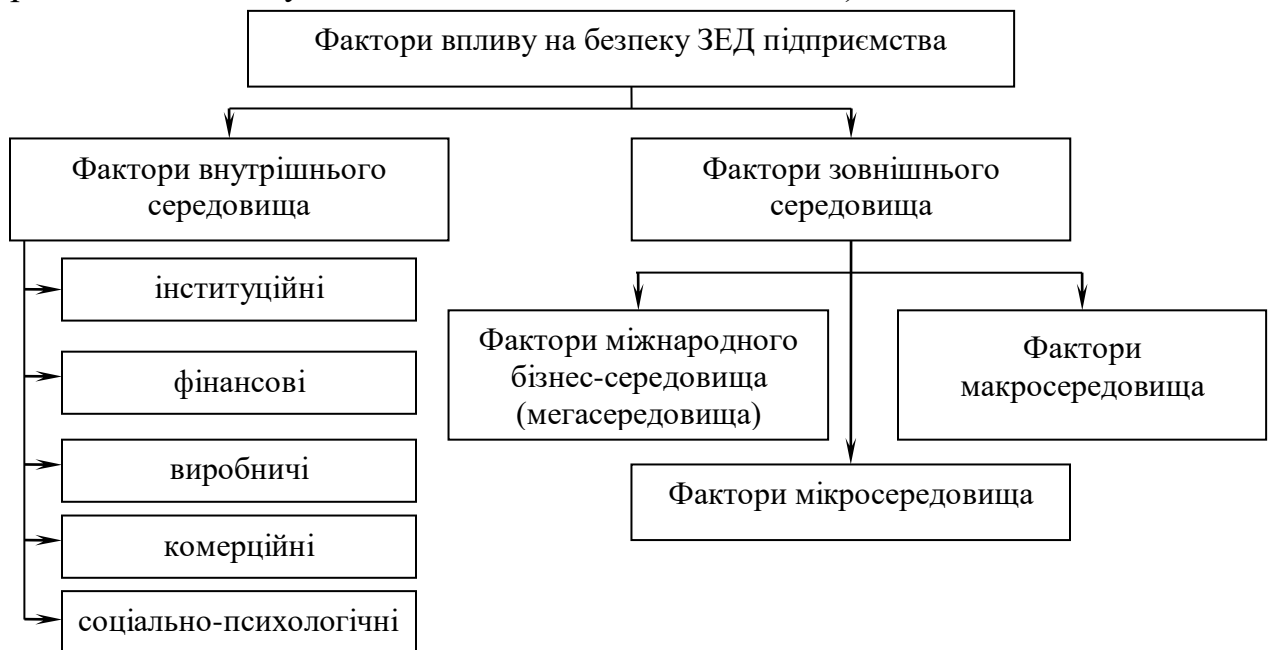 Фактори впливу на безпеку ЗЕД підприємства
Фактори внутрішнього
середовища
інституційні
фінансові
виробничі
комерційні
соціально-психологічні
Фактори зовнішнього
середовища
Фактори міжнародного
бізнес-середовища
(мегасередовища)
Фактори
макросередовища
Фактори мікросередовища